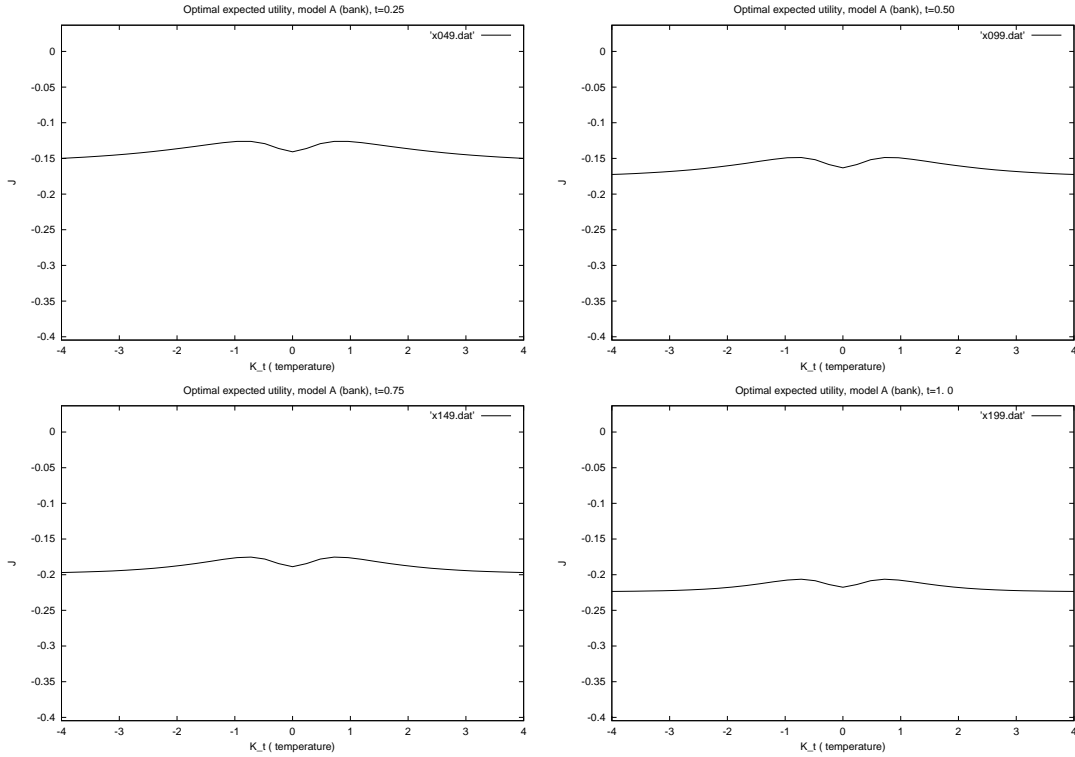 Optimal expected utility, model A (bank), t=0.25
'x049.dat'
0
-0.05
-0.1
-0.15
-0.2
-0.25
-0.3
-0.35
-0.4
J
-4 -3 -2 -1 0 1 2 3 4
K_t ( temperature)
Optimal expected utility, model A (bank), t=0.50
'x099.dat'
0
-0.05
-0.1
-0.15
-0.2
-0.25
-0.3
-0.35
-0.4
J
-4 -3 -2 -1 0 1 2 3 4
K_t ( temperature)
Optimal expected utility, model A (bank), t=0.75
'x149.dat'
0
-0.05
-0.1
-0.15
-0.2
-0.25
-0.3
-0.35
-0.4
J
-4 -3 -2 -1 0 1 2 3 4
K_t ( temperature)
Optimal expected utility, model A (bank), t=1. 0
'x199.dat'
0
-0.05
-0.1
-0.15
-0.2
-0.25
-0.3
-0.35
-0.4
J
-4 -3 -2 -1 0 1 2 3 4
K_t ( temperature)